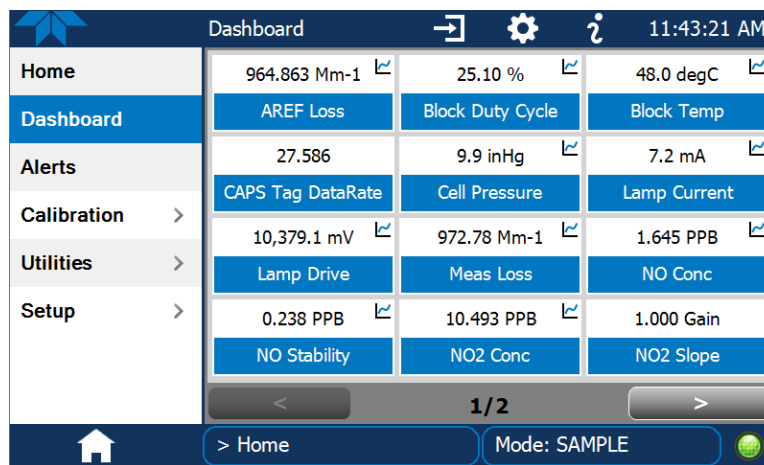 Dashboard
11:43:21 AM
Home
Dashboard
Alerts
Calibration >
Utilities >
Setup >
964.863 Mm-1
AREF Loss
25.10 %
Block Duty Cycle
48.0 degC
Block Temp
27.586
CAPS Tag DataRate
9.9 inHg
Cell Pressure
7.2 mA
Lamp Current
10,379.1 mV
Lamp Drive
972.78 Mm-1
Meas Loss
1.645 PPB
NO Conc
0.238 PPB
NO Stability
10.493 PPB
NO2 Conc
1.000 Gain
NO2 Slope
<
1/2
>
> Home
Mode: SAMPLE